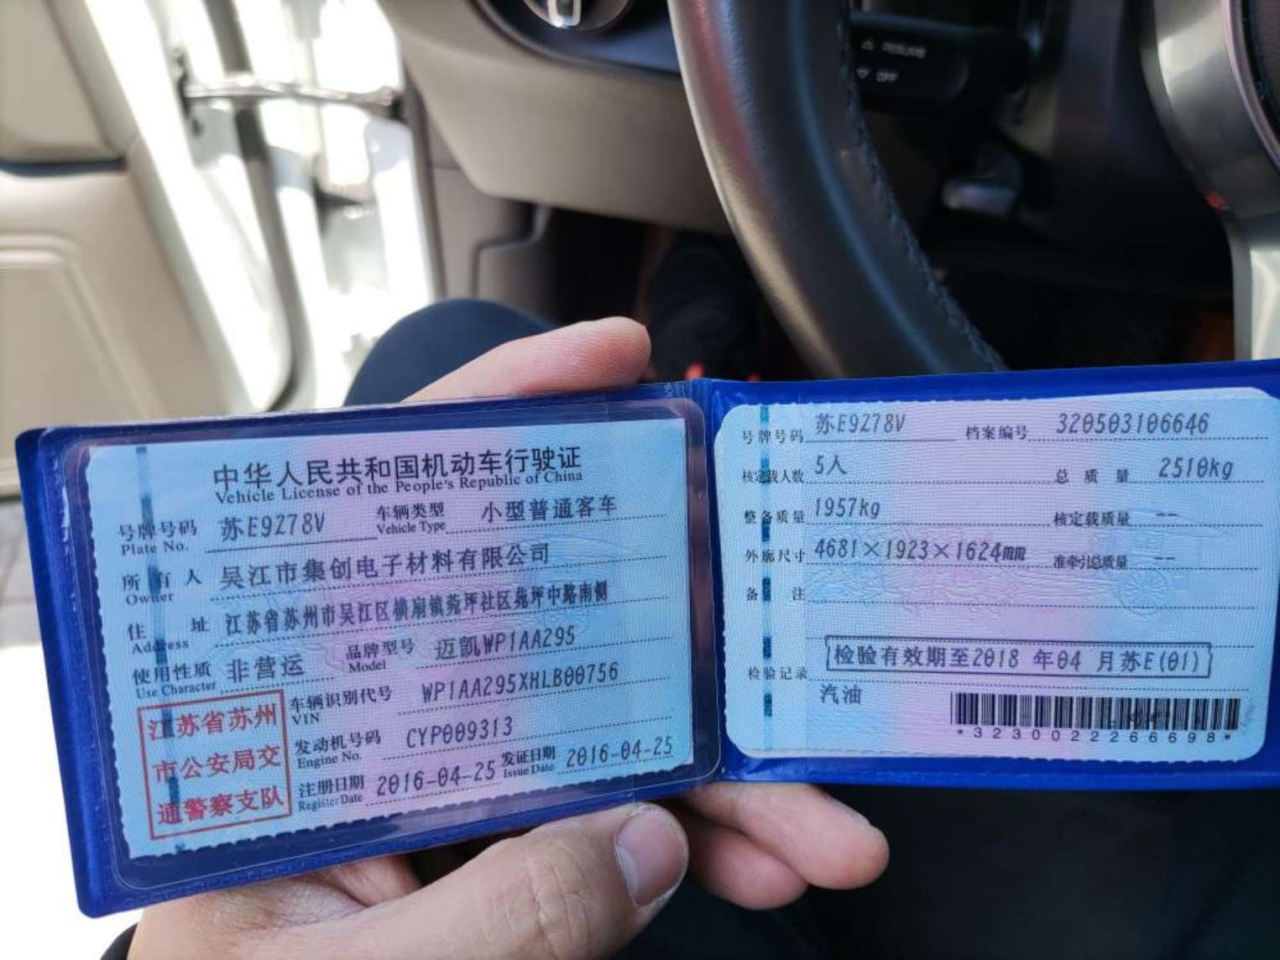 中华人民共和国机动车行驶证
Vehicle License of the People's Republic of China
号牌号码 苏E9278V 车辆类型 小型普通客车
Plate No. Vehicle Type
所有人 吴江市集创电子材料有限公司
Owner
住址 江苏省苏州市吴江区横扇镇菀坪社区菀坪中路南侧
Address
使用性质 非营运 品牌型号 迈凯WP1AA295
Use Character Model
车辆识别代号 WP1AA295XHLB00756
VIN
发动机号码 CYP009313
Engine No.
注册日期 2016-04-25 发证日期 2016-04-25
Register Date Issue Date
江苏省苏州
市公安局交
通警察支队
号牌号码 苏E9278V 档案编号 320503106646
核定载人数 5人 总质量 2510kg
整备质量 1957kg 核定载质量 --
外廓尺寸 4681×1923×1624mm 准牵引总质量 --
备注
检验记录 检验有效期至2018 年04 月苏E(01)
汽油
*3230022266698*